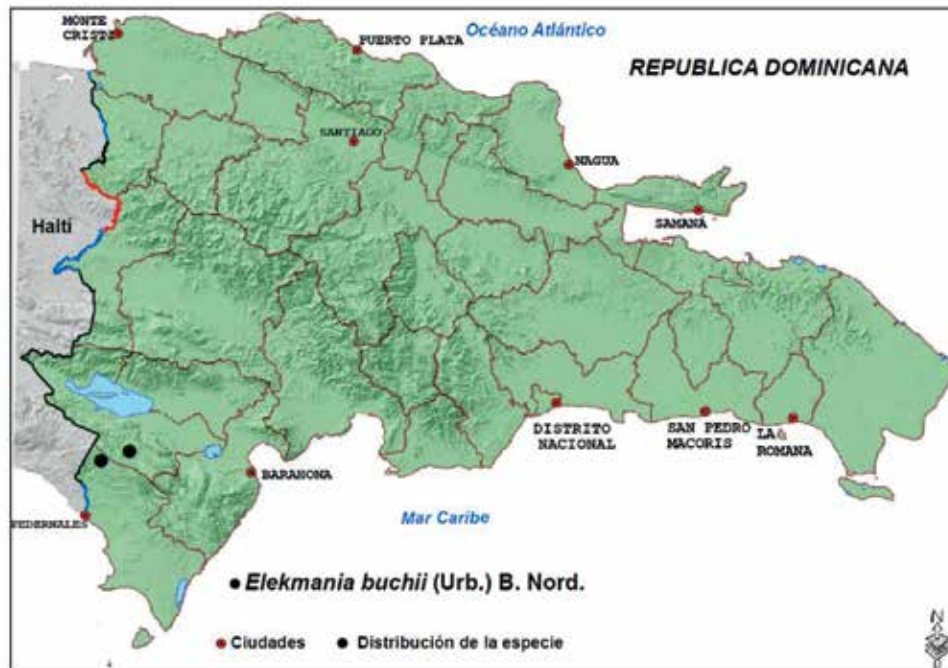 MONTE
CRISTI
PUERTO PLATA
Océano Atlántico
REPUBLICA DOMINICANA
SANTIAGO
NAGUA
SAMANA
Haití
DISTRITO
NACIONAL
SAN PEDRO
MACORIS
LA
ROMANA
BARAHONA
PEDERNALES
Mar Caribe
Elekmania buchii (Urb.) B. Nord.
Ciudades
Distribución de la especie